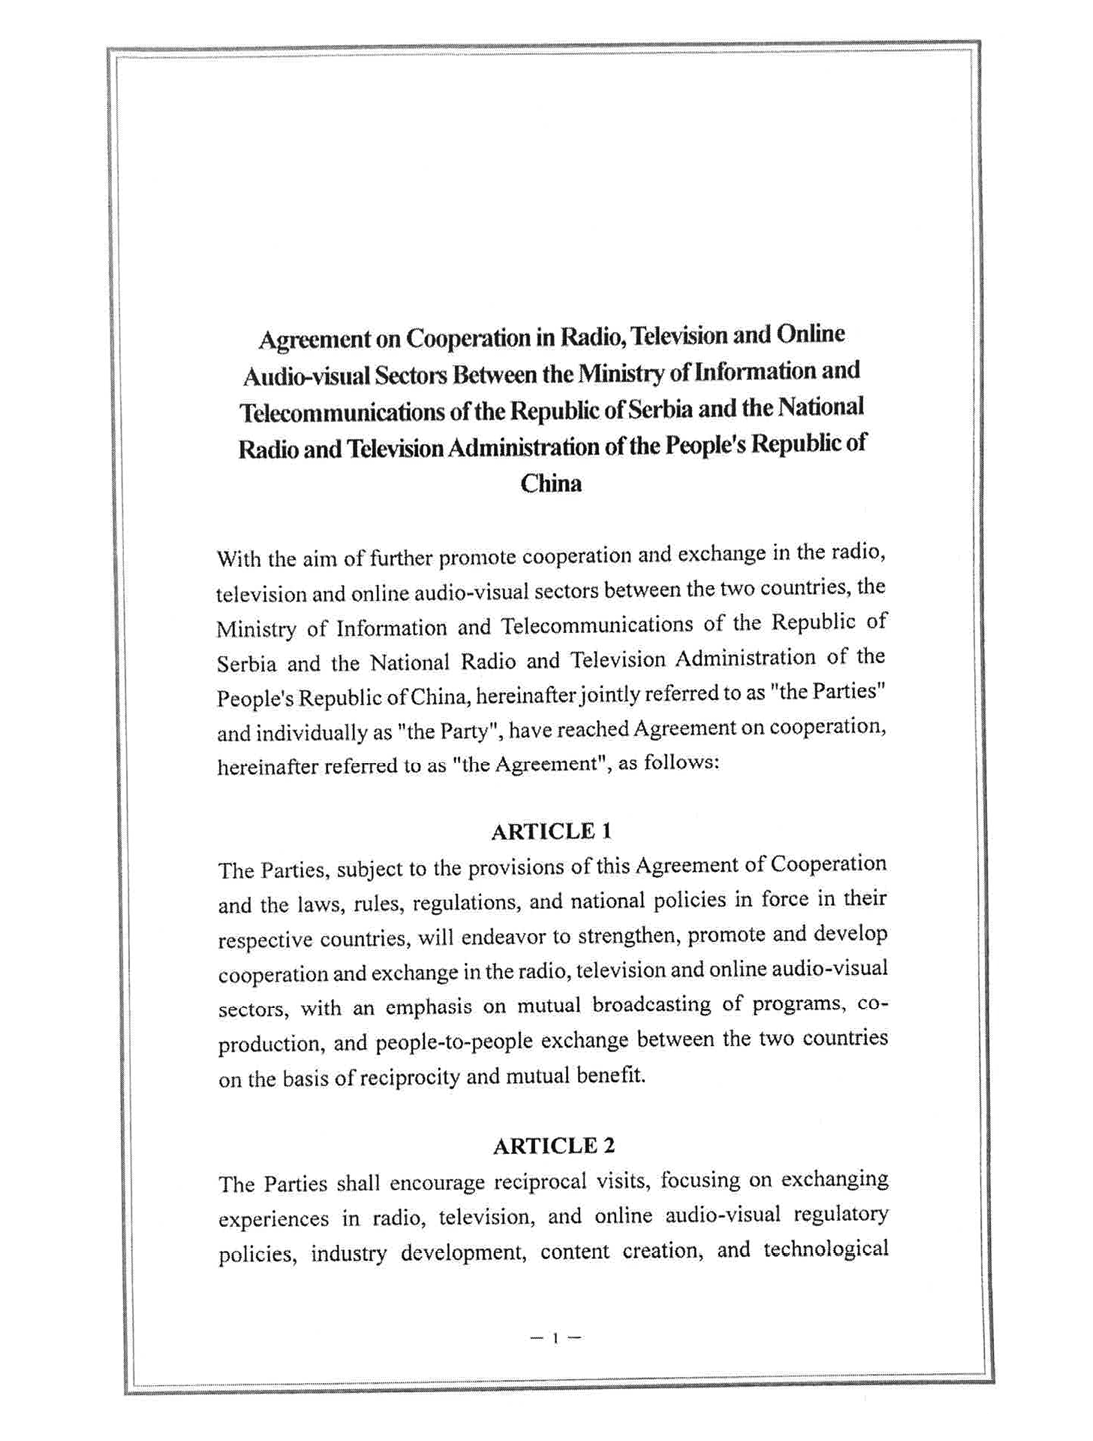 Agreement on Cooperation in Radio, Television and Online
Audio-visual Sectors Between the Ministry of Information and
Telecommunications of the Republic of Serbia and the National
Radio and Television Administration of the People's Republic of
China
With the aim of further promote cooperation and exchange in the radio,
television and online audio-visual sectors between the two countries, the
Ministry of Information and Telecommunications of the Republic of
Serbia and the National Radio and Television Administration of the
People's Republic of China, hereinafter jointly referred to as "the Parties"
and individually as "the Party", have reached Agreement on cooperation,
hereinafter referred to as "the Agreement", as follows:
ARTICLE 1
The Parties, subject to the provisions of this Agreement of Cooperation
and the laws, rules, regulations, and national policies in force in their
respective countries, will endeavor to strengthen, promote and develop
cooperation and exchange in the radio, television and online audio-visual
sectors, with an emphasis on mutual broadcasting of programs, co-
production, and people-to-people exchange between the two countries
on the basis of reciprocity and mutual benefit.
ARTICLE 2
The Parties shall encourage reciprocal visits, focusing on exchanging
experiences in radio, television, and online audio-visual regulatory
policies, industry development, content creation, and technological
— 1 —